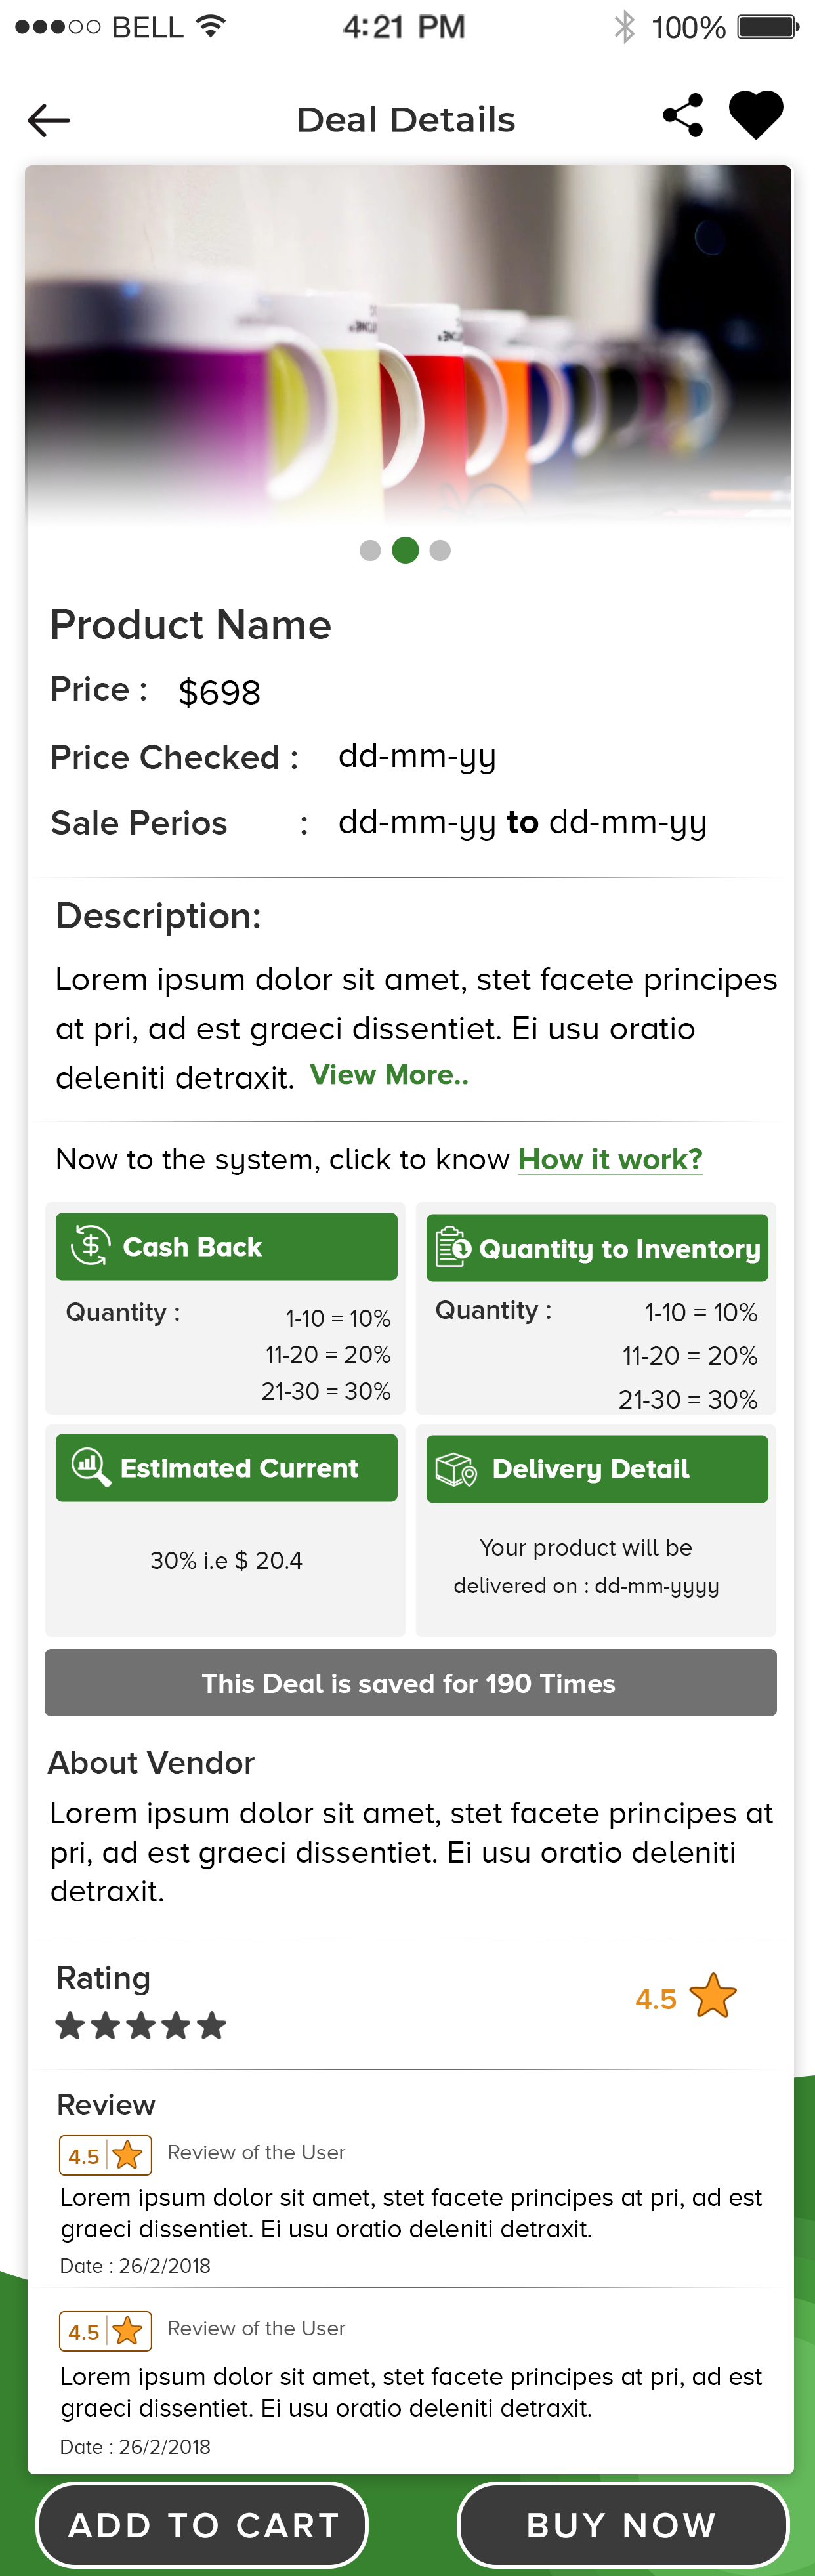 BELL 4:21 PM 100%
Deal Details
Product Name
Price : $698
Price Checked : dd-mm-yy
Sale Perios : dd-mm-yy to dd-mm-yy
Description:
Lorem ipsum dolor sit amet, stet facete principes
at pri, ad est graeci dissentiet. Ei usu oratio
deleniti detraxit. View More..
Now to the system, click to know How it work?
Cash Back
Quantity : 1-10 = 10%
11-20 = 20%
21-30 = 30%
Quantity to Inventory
Quantity : 1-10 = 10%
11-20 = 20%
21-30 = 30%
Estimated Current
30% i.e $ 20.4
Delivery Detail
Your product will be
delivered on : dd-mm-yyyy
This Deal is saved for 190 Times
About Vendor
Lorem ipsum dolor sit amet, stet facete principes at
pri, ad est graeci dissentiet. Ei usu oratio deleniti
detraxit.
Rating
4.5
Review
4.5 Review of the User
Lorem ipsum dolor sit amet, stet facete principes at pri, ad est
graeci dissentiet. Ei usu oratio deleniti detraxit.
Date : 26/2/2018
4.5 Review of the User
Lorem ipsum dolor sit amet, stet facete principes at pri, ad est
graeci dissentiet. Ei usu oratio deleniti detraxit.
Date : 26/2/2018
ADD TO CART
BUY NOW